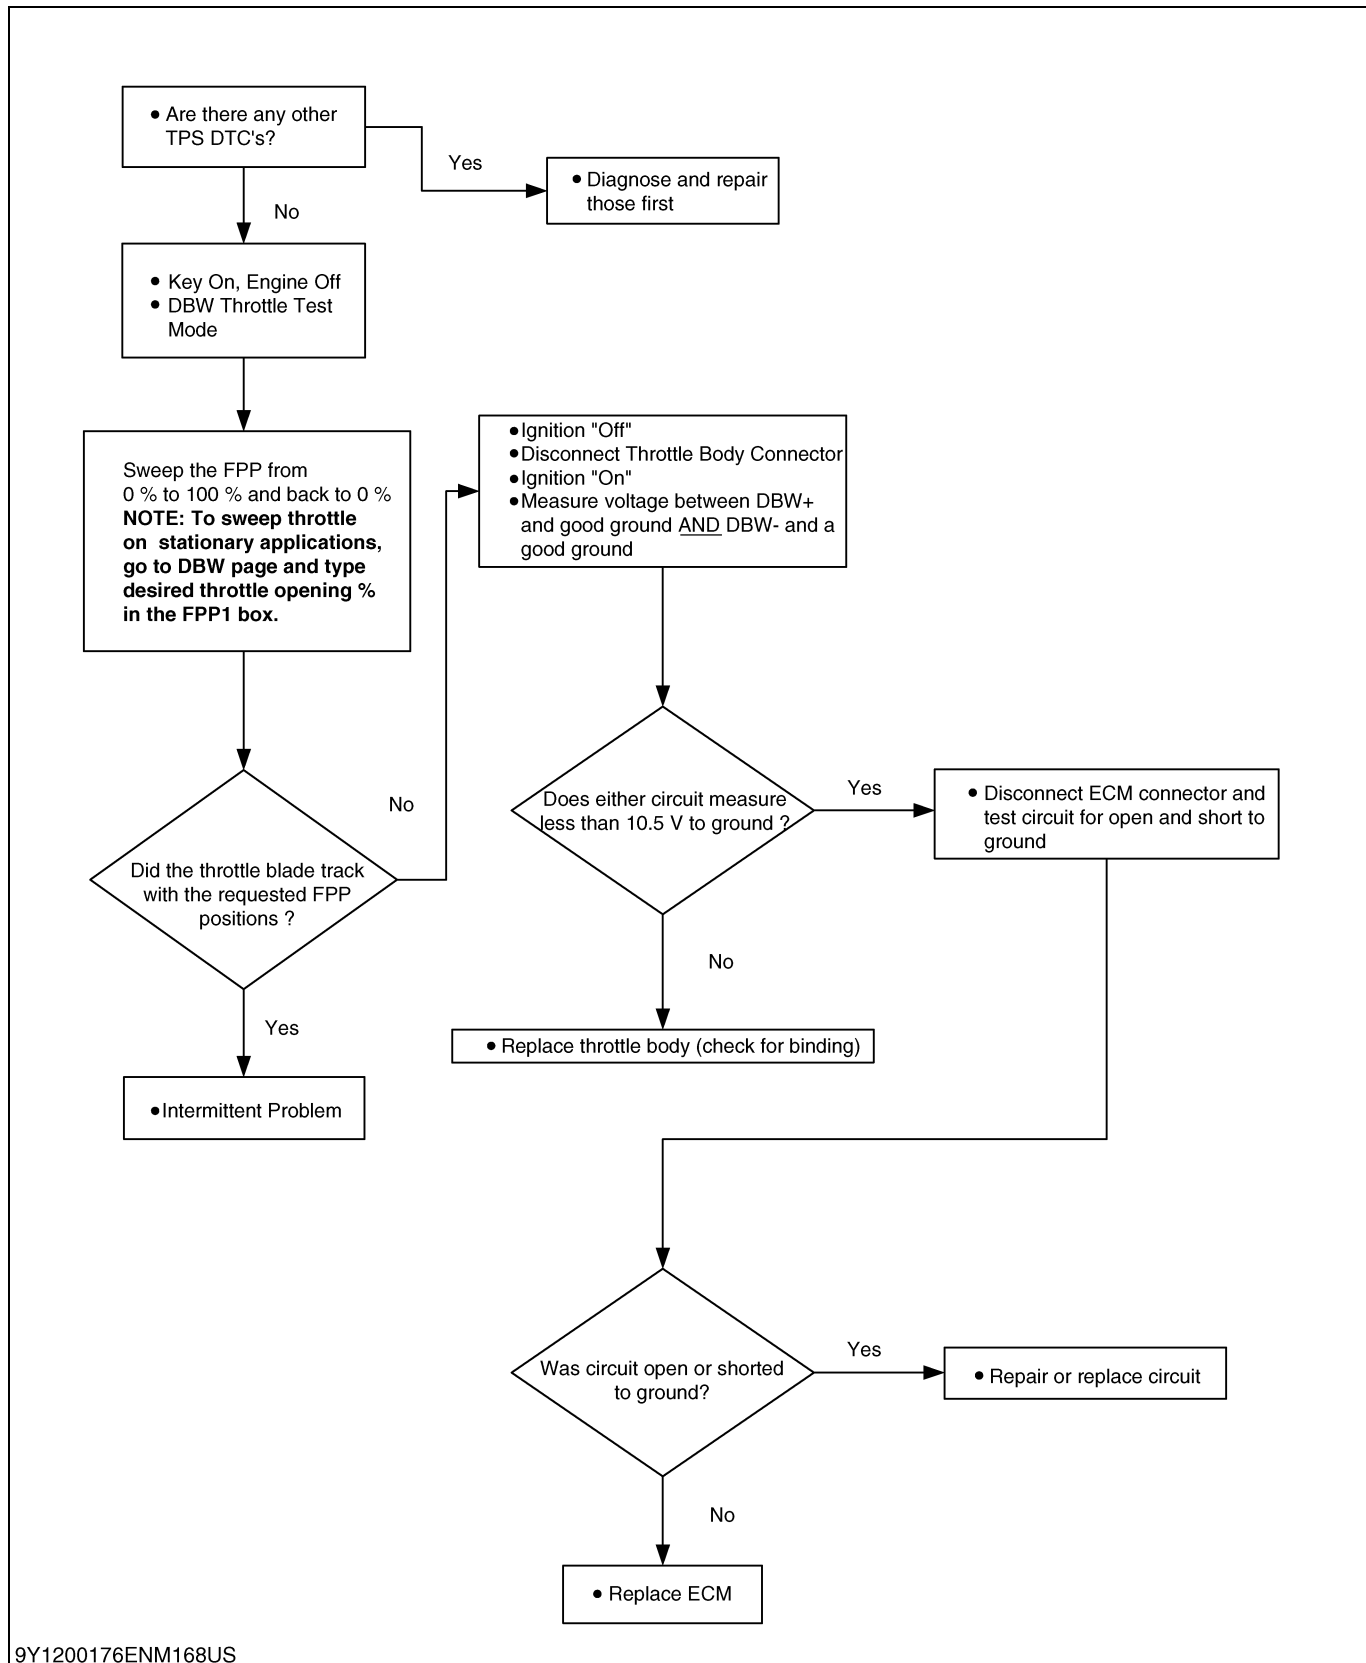 ● Are there any other
TPS DTC's?
Yes
● Diagnose and repair
those first
No
● Key On, Engine Off
● DBW Throttle Test
Mode
Sweep the FPP from
0 % to 100 % and back to 0 %
NOTE: To sweep throttle
on stationary applications,
go to DBW page and type
desired throttle opening %
in the FPP1 box.
● Ignition "Off"
● Disconnect Throttle Body Connector
● Ignition "On"
● Measure voltage between DBW+
and good ground AND DBW- and a
good ground
No
Did the throttle blade track
with the requested FPP
positions ?
Yes
● Intermittent Problem
Does either circuit measure
less than 10.5 V to ground ?
Yes
● Disconnect ECM connector and
test circuit for open and short to
ground
No
● Replace throttle body (check for binding)
Was circuit open or shorted
to ground?
Yes
● Repair or replace circuit
No
● Replace ECM
9Y1200176ENM168US